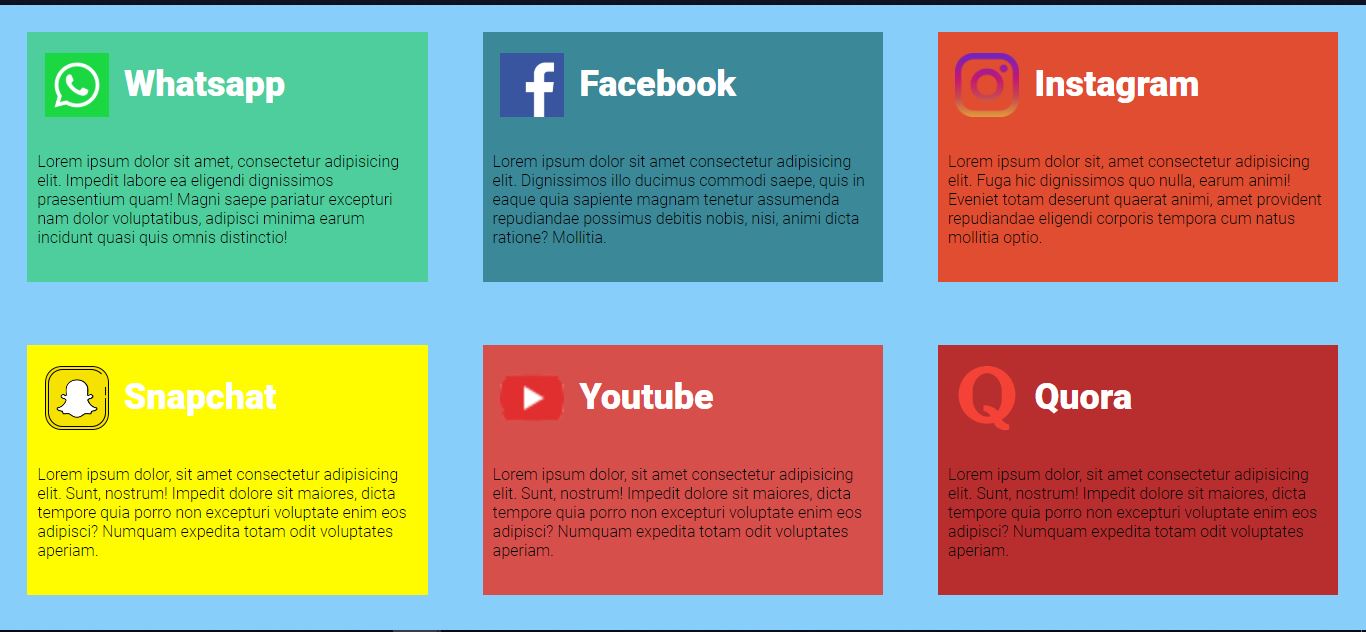 Whatsapp
Lorem ipsum dolor sit amet, consectetur adipisicing
elit. Impedit labore ea eligendi dignissimos
praesentium quam! Magni saepe pariatur excepturi
nam dolor voluptatibus, adipisci minima earum
incidunt quasi quis omnis distinctio!
Facebook
Lorem ipsum dolor sit amet consectetur adipisicing
elit. Dignissimos illo ducimus commodi saepe, quis in
eaque quia sapiente magnam tenetur assumenda
repudiandae possimus debitis nobis, nisi, animi dicta
ratione? Mollitia.
Instagram
Lorem ipsum dolor sit, amet consectetur adipisicing
elit. Fuga hic dignissimos quo nulla, earum animi!
Eveniet totam deserunt quaerat animi, amet provident
repudiandae eligendi corporis tempora cum natus
mollitia optio.
Snapchat
Lorem ipsum dolor, sit amet consectetur adipisicing
elit. Sunt, nostrum! Impedit dolore sit maiores, dicta
tempore quia porro non excepturi voluptate enim eos
adipisci? Numquam expedita totam odit voluptates
aperiam.
Youtube
Lorem ipsum dolor, sit amet consectetur adipisicing
elit. Sunt, nostrum! Impedit dolore sit maiores, dicta
tempore quia porro non excepturi voluptate enim eos
adipisci? Numquam expedita totam odit voluptates
aperiam.
Quora
Lorem ipsum dolor, sit amet consectetur adipisicing
elit. Sunt, nostrum! Impedit dolore sit maiores, dicta
tempore quia porro non excepturi voluptate enim eos
adipisci? Numquam expedita totam odit voluptates
aperiam.